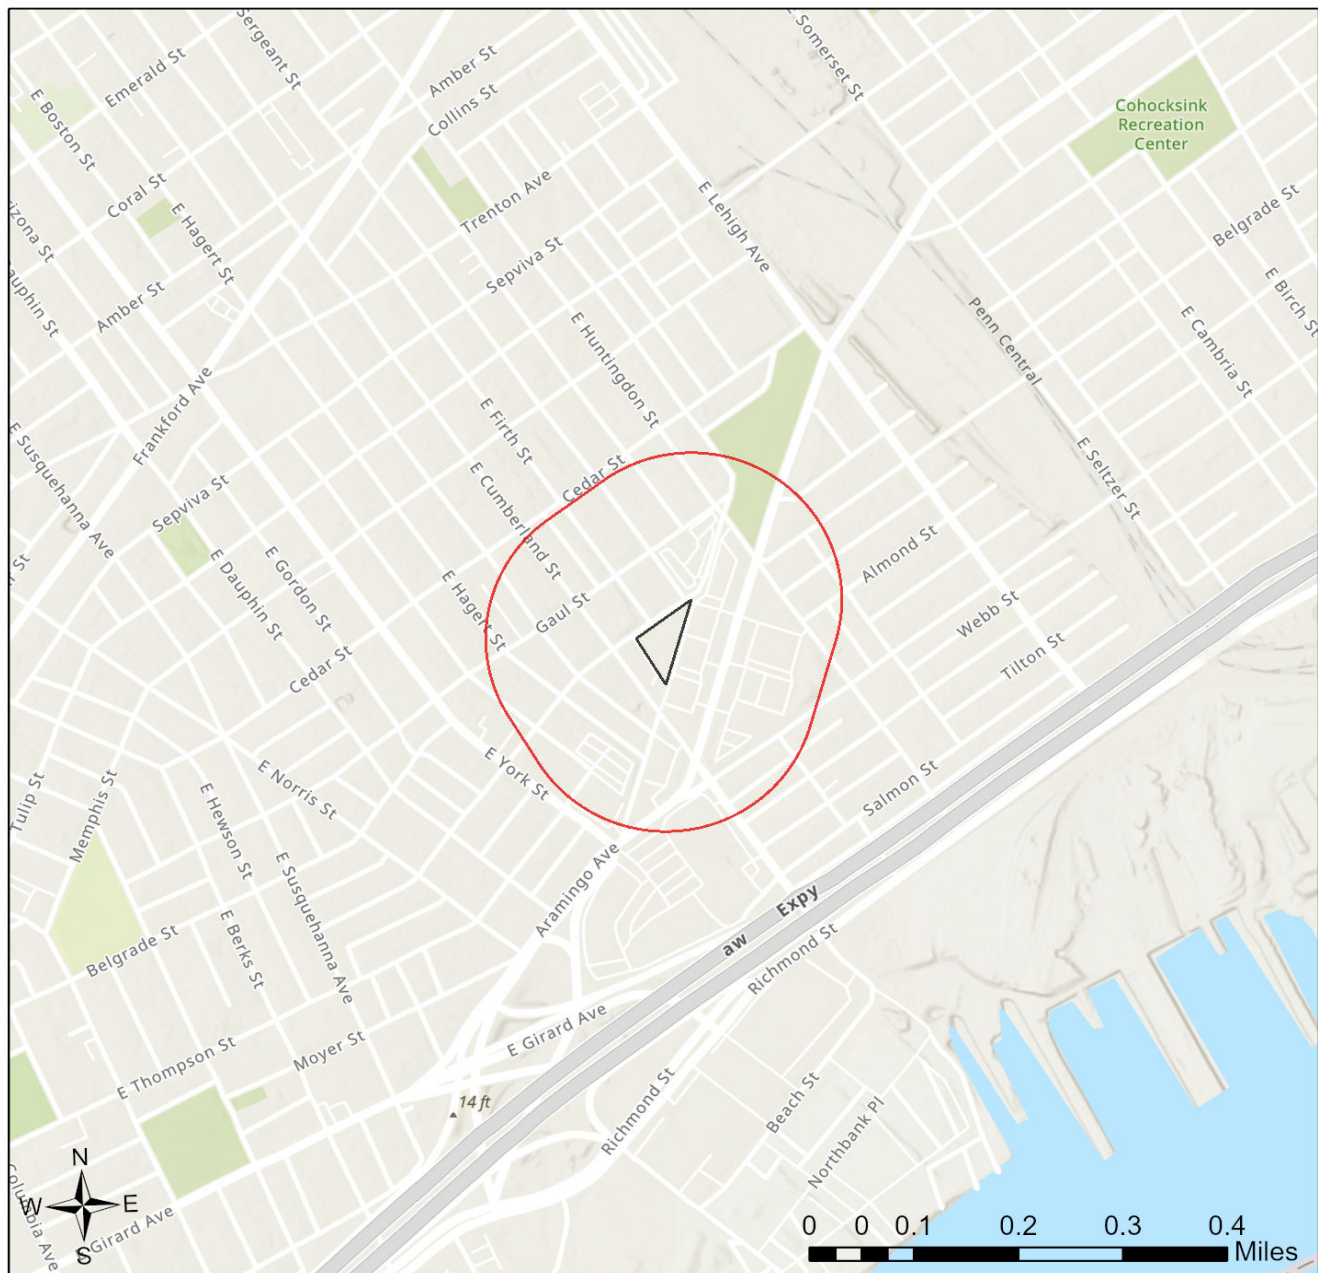 Sergeant St
E Somerset St
Emerald St
Amber St
Collins St
E Boston St
Cohocksink
Recreation
Center
Coral St
E Hagert St
Trenton Ave
E Lehigh Ave
Belgrade St
rizona St
Sepviva St
auphin St
Amber St
E Birch St
Penn Central
E Cambria St
E Huntingdon St
Frankford Ave
E Firth St
E Susquehanna Ave
E Seltzer St
Cedar St
Sepviva St
E Cumberland St
E Dauphin St
E Gordon St
Almond St
r St
E Hagert St
Gaul St
Webb St
Tilton St
Cedar St
E York St
E Norris St
Salmon St
Tulip St
Memphis St
E Hewson St
E Susquehanna Ave
Aramingo Ave
Expy
aw
Belgrade St
E Berks St
Richmond St
E Girard Ave
E Thompson St
Moyer St
14 ft
Richmond St
Beach St
Northbank Pl
Columbia Ave
E Girard Ave
N
W
E
S
0 0 0.1 0.2 0.3 0.4
Miles